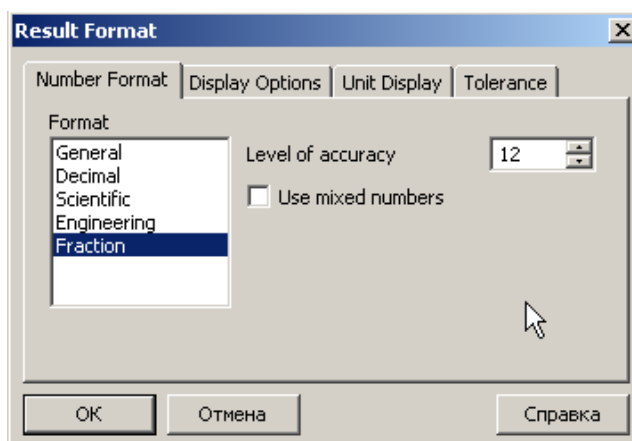 Result Format
Number Format Display Options Unit Display Tolerance
Format
General
Decimal
Scientific
Engineering
Fraction
Level of accuracy 12
Use mixed numbers
ОК Отмена Справка